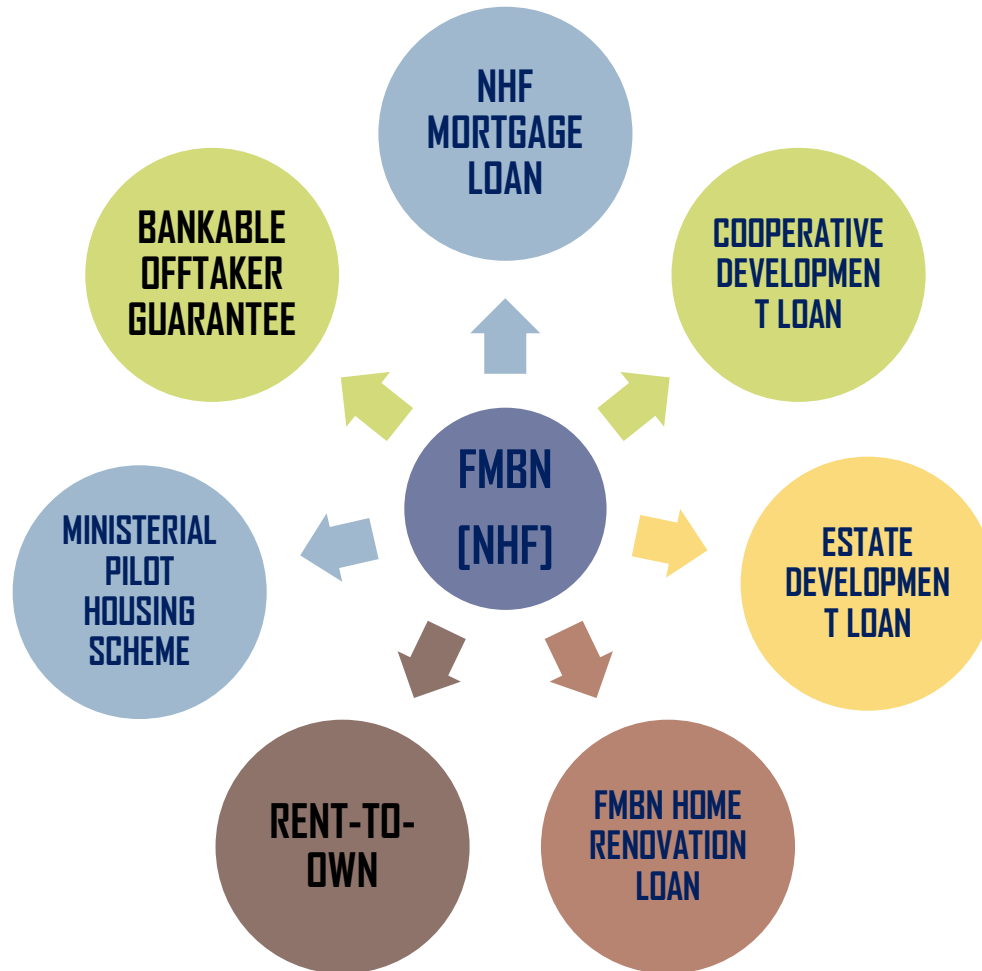 NHF
MORTGAGE
LOAN
COOPERATIVE
DEVELOPMEN
T LOAN
ESTATE
DEVELOPMEN
T LOAN
FMBN HOME
RENOVATION
LOAN
RENT-TO-
OWN
MINISTERIAL
PILOT
HOUSING
SCHEME
BANKABLE
OFFTAKER
GUARANTEE
FMBN
[NHF]